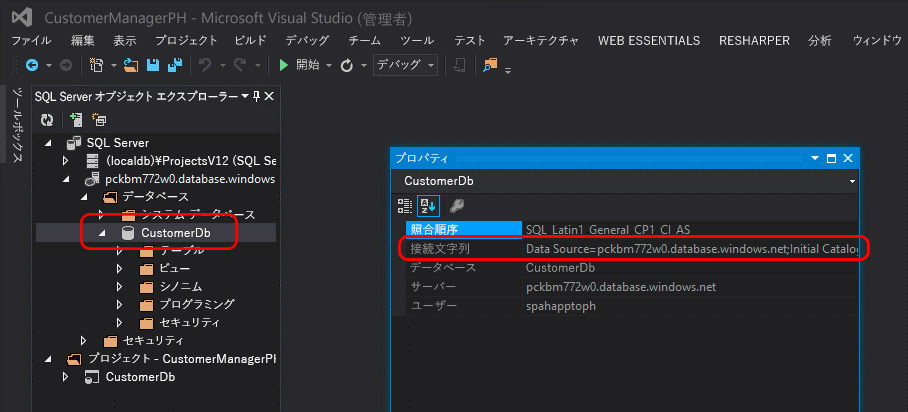 CustomerManagerPH - Microsoft Visual Studio (管理者)
ファイル 編集 表示 プロジェクト ビルド デバッグ チーム ツール テスト アーキテクチャ WEB ESSENTIALS RESHARPER 分析 ウィンドウ
開始 デバッグ
ツールボックス
SQL Server オブジェクト エクスプローラー
SQL Server
(localdb)¥ProjectsV12 (SQL Se
pckbm772w0.database.windows
データベース
システム データベース
CustomerDb
テーブル
ビュー
シノニム
プログラミング
セキュリティ
セキュリティ
プロジェクト - CustomerManagerPH
CustomerDb
プロパティ
CustomerDb
照合順序 SQL_Latin1_General_CP1_CI_AS
接続文字列 Data Source=pckbm772w0.database.windows.net;Initial Catalo
データベース CustomerDb
サーバー pckbm772w0.database.windows.net
ユーザー spahapptoph